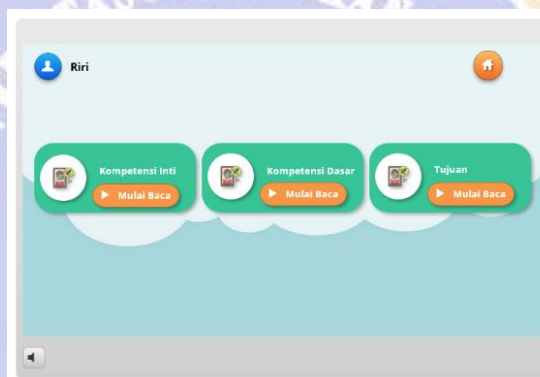 Riri
Kompetensi Inti
Mulai Baca
Kompetensi Dasar
Mulai Baca
Tujuan
Mulai Baca